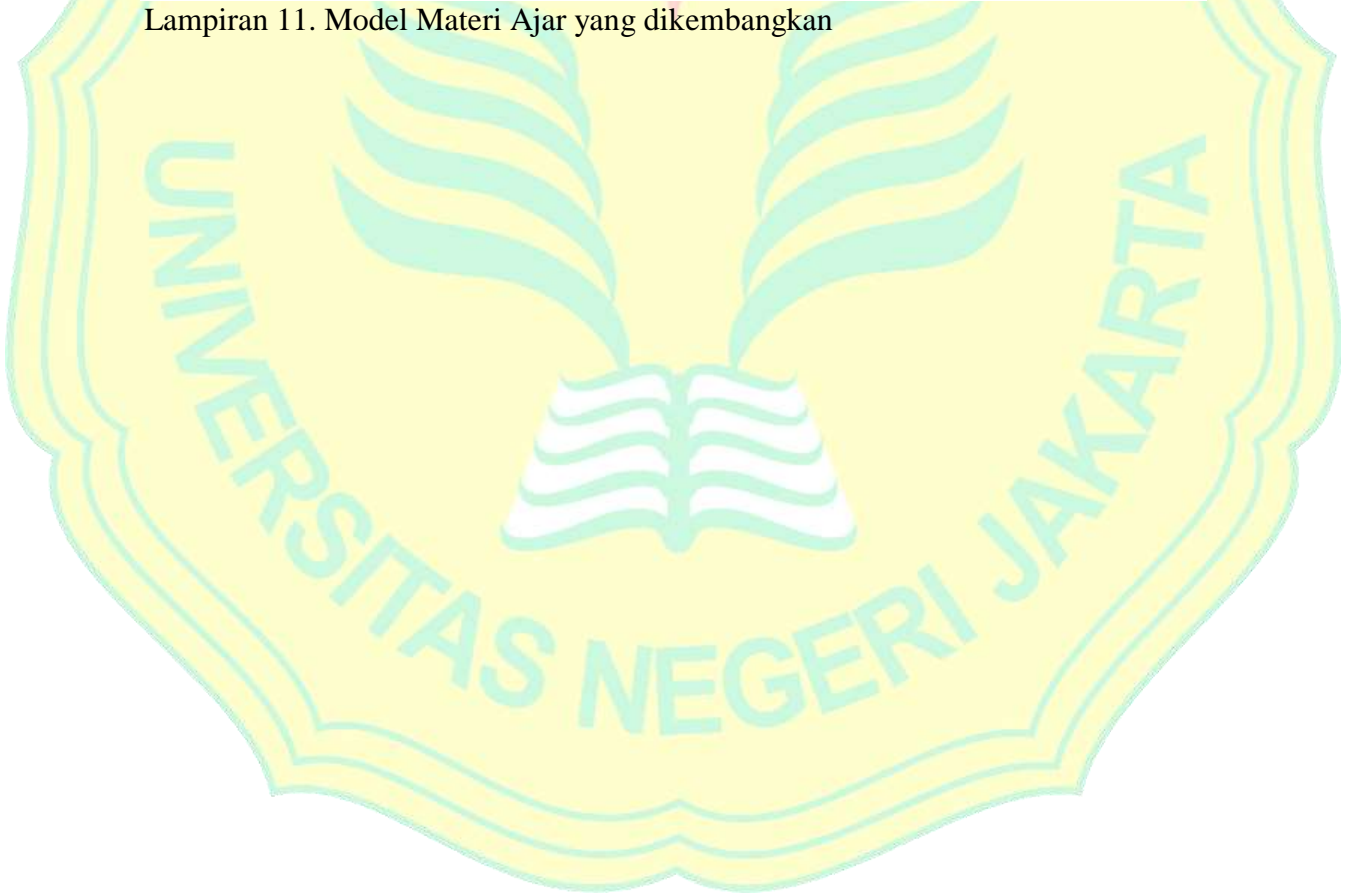 Lampiran 11. Model Materi Ajar yang dikembangkan
UNIVERSITAS NEGERI JAKARTA